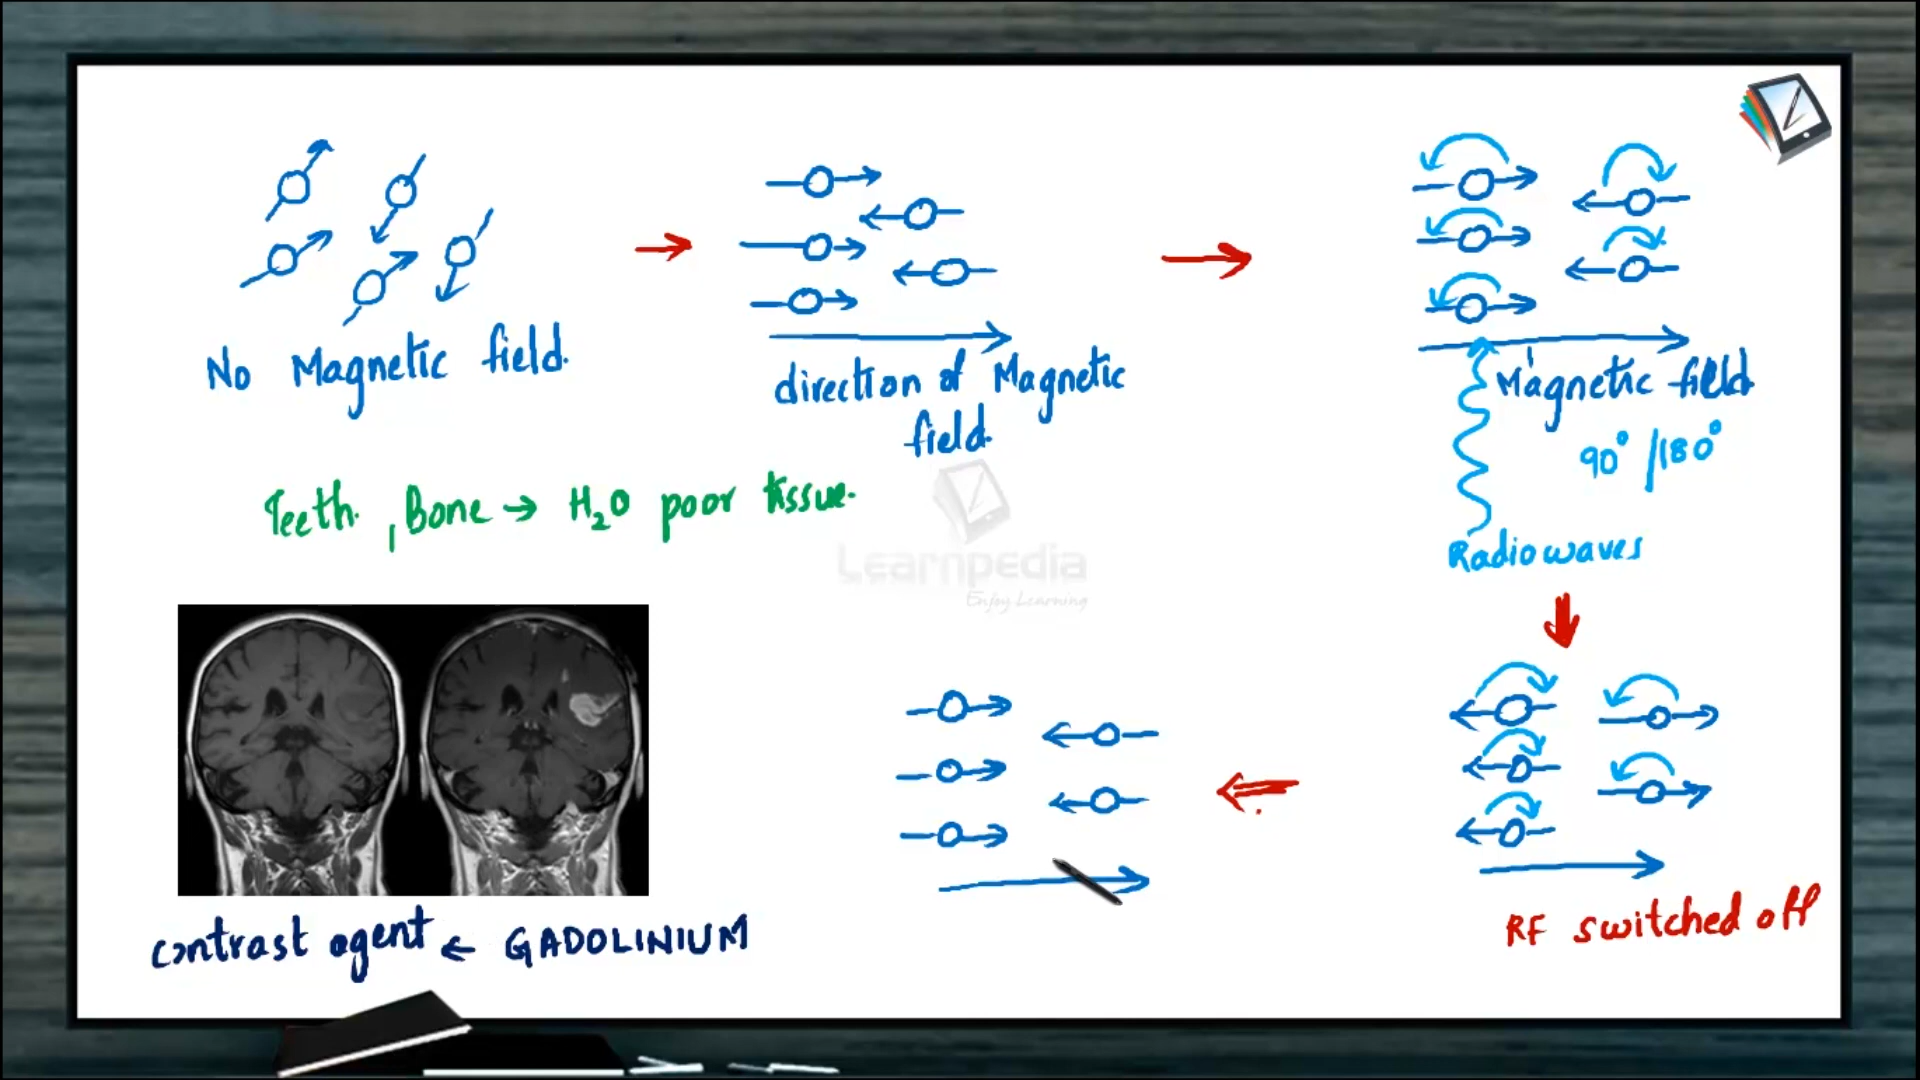 No Magnetic field.
direction of Magnetic
field.
Magnetic field
90° /180°
Radiowaves
Teeth, Bone → H₂O poor tissue.
Learnpedia
Enjoy Learning
RF switched off
contrast agent ← GADOLINIUM